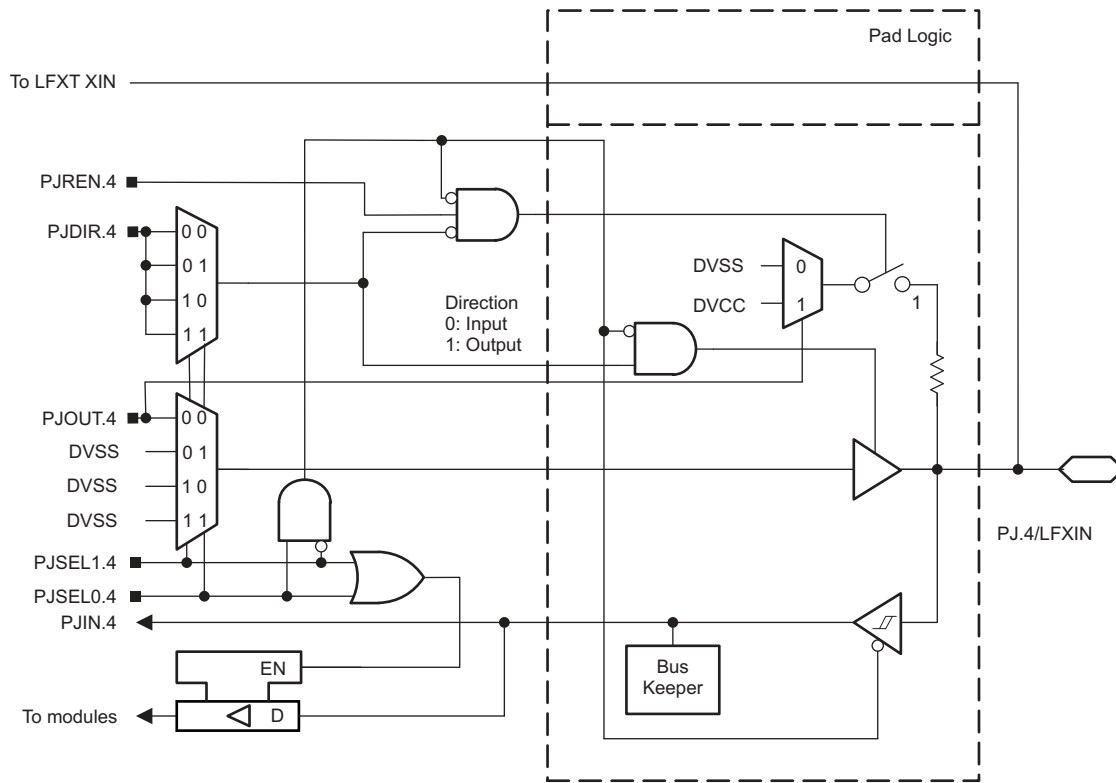 Pad Logic
To LFXT XIN
PJREN.4
PJDIR.4
0 0
0 1
1 0
1 1
DVSS
0
DVCC
1
1
Direction
0: Input
1: Output
PJOUT.4
0 0
DVSS
0 1
DVSS
1 0
DVSS
1 1
PJ.4/LFXIN
PJSEL1.4
PJSEL0.4
PJIN.4
Bus
Keeper
EN
D
To modules